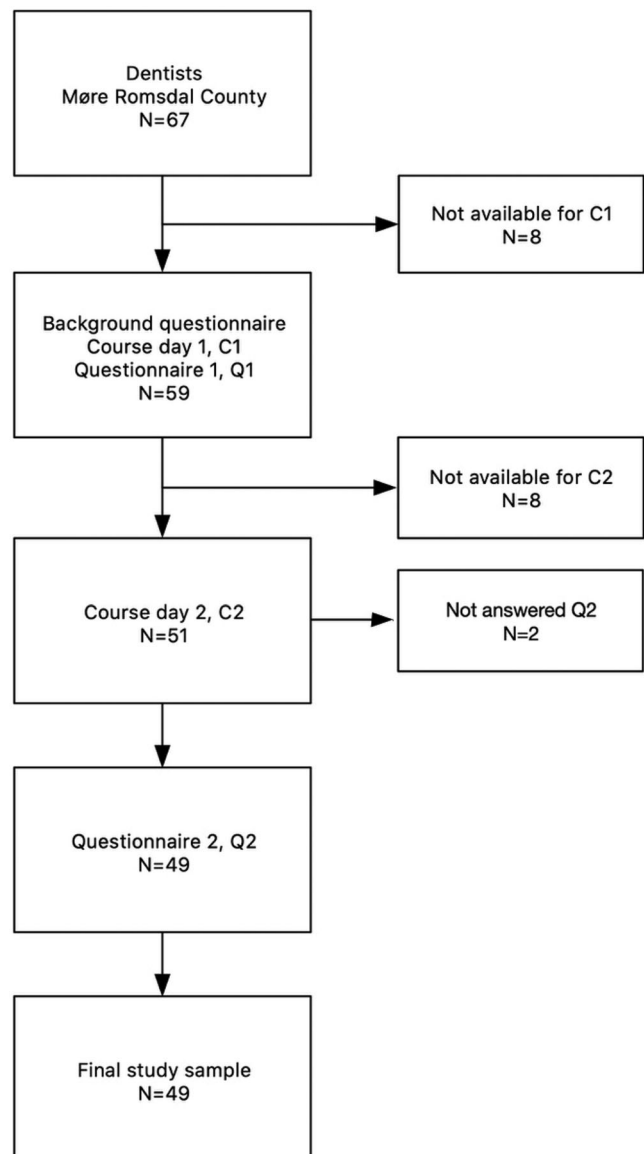 Dentists
Møre Romsdal County
N=67
Not available for C1
N=8
Background questionnaire
Course day 1, C1
Questionnaire 1, Q1
N=59
Not available for C2
N=8
Course day 2, C2
N=51
Not answered Q2
N=2
Questionnaire 2, Q2
N=49
Final study sample
N=49